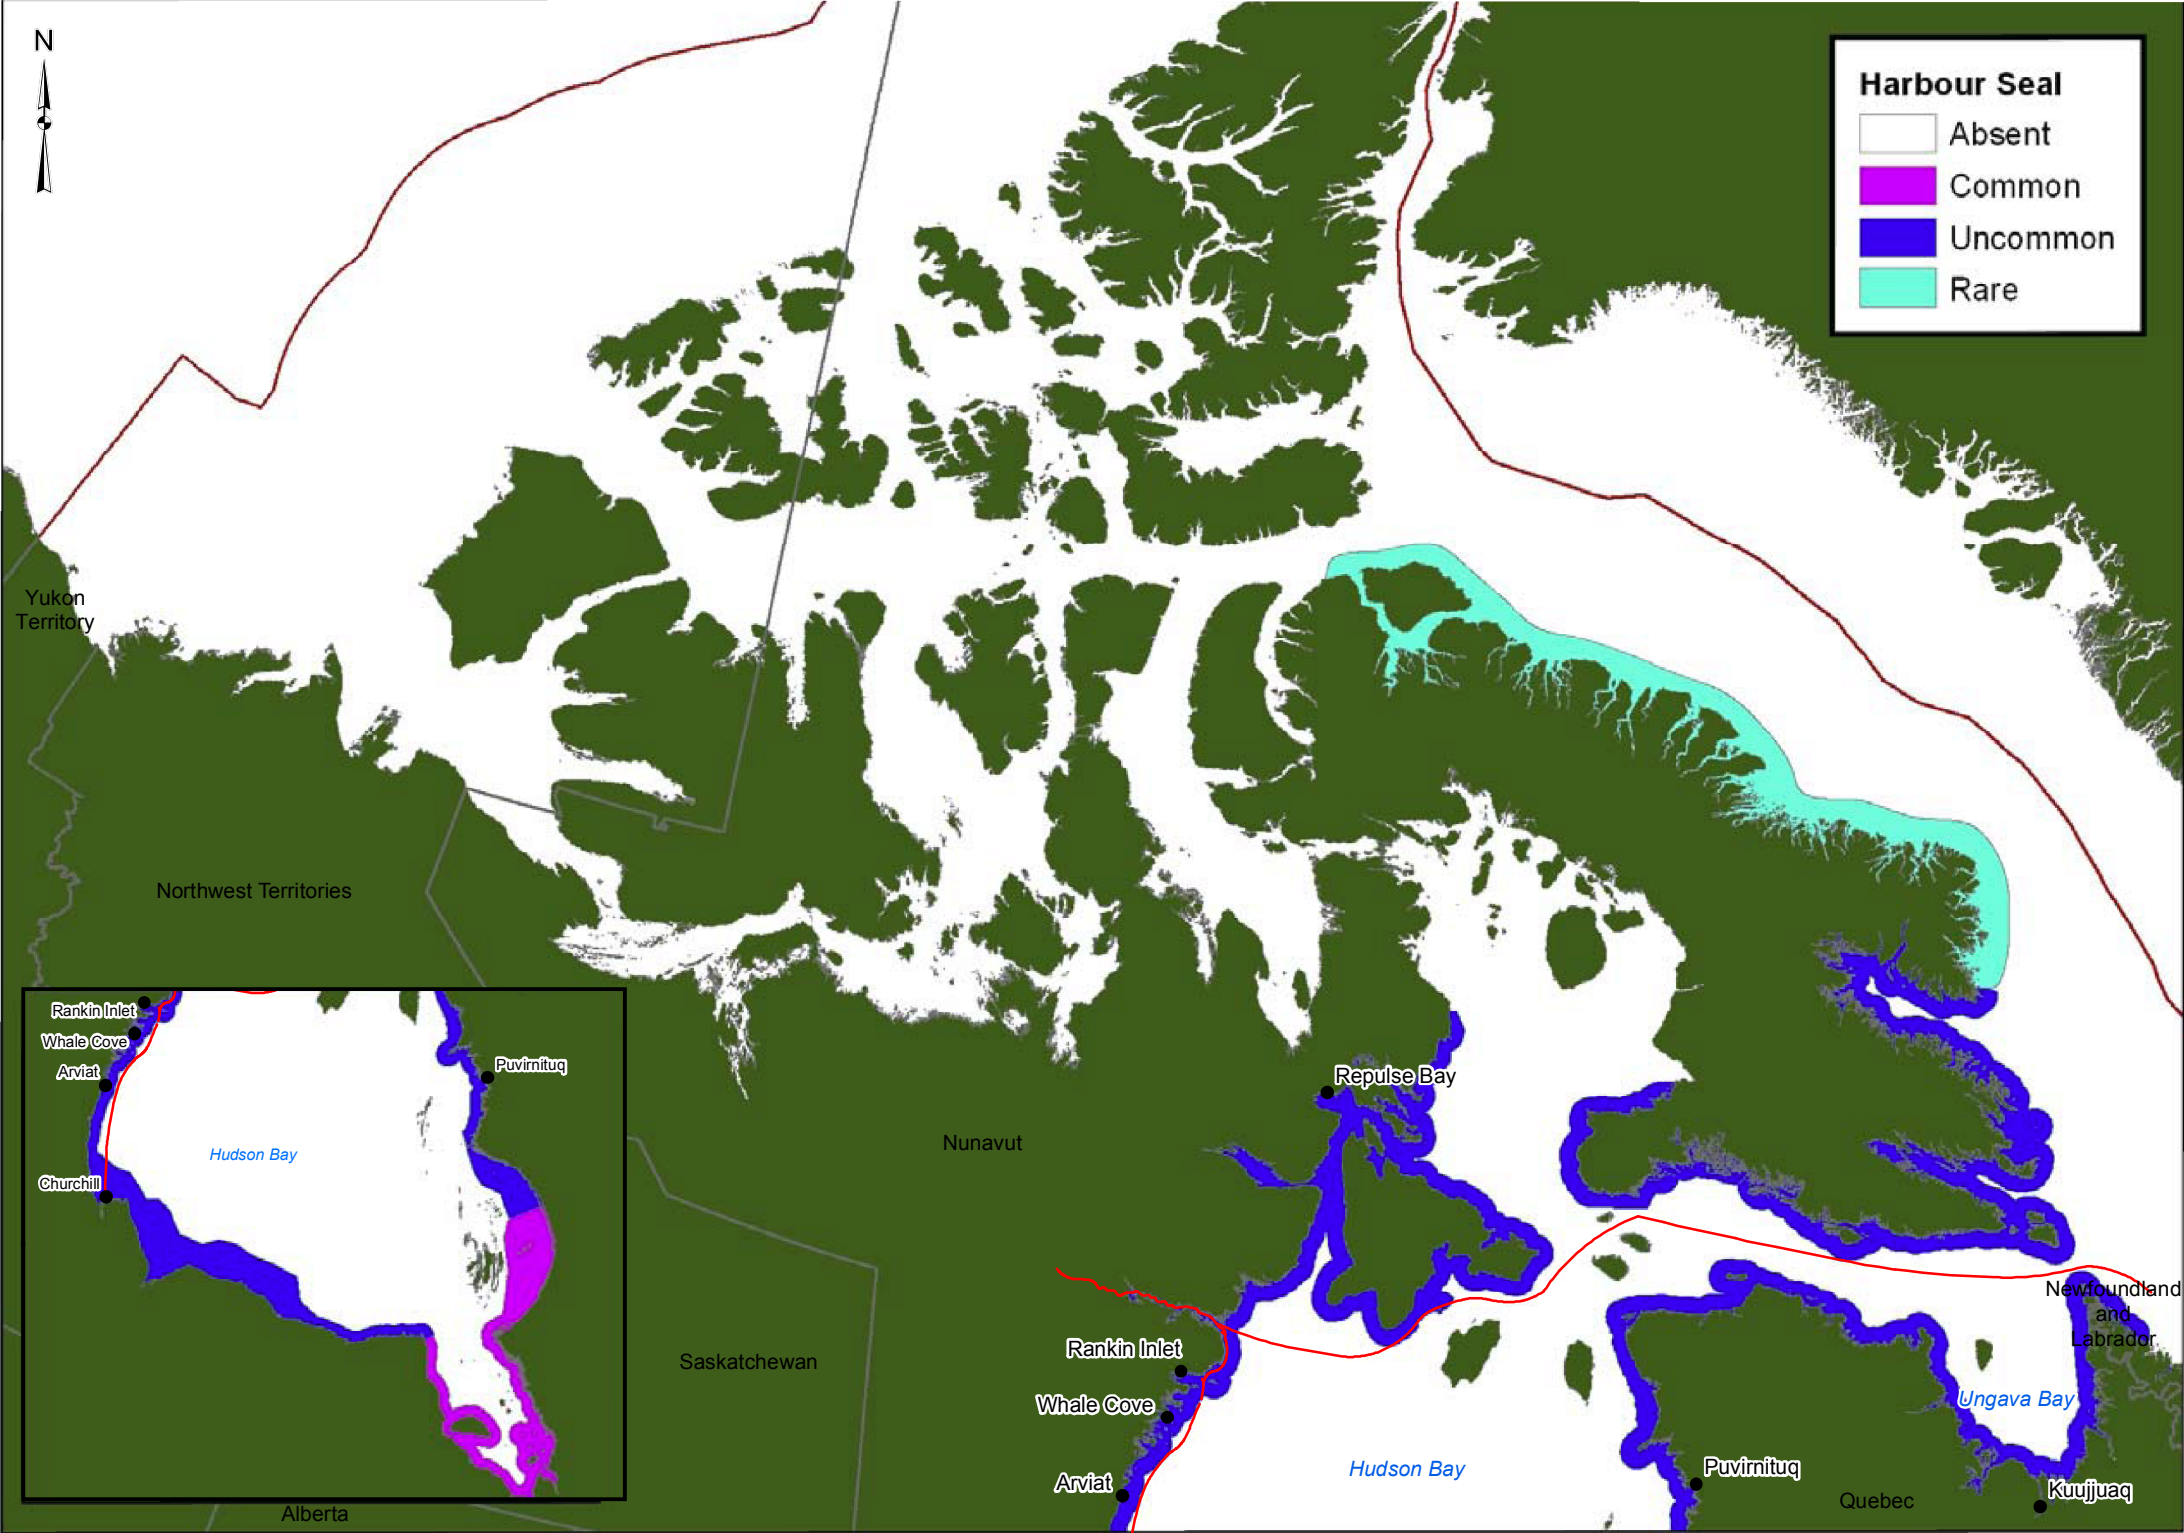 N
Harbour Seal
Absent
Common
Uncommon
Rare
Yukon
Territory
Northwest Territories
Rankin Inlet
Whale Cove
Arviat
Puvirnituq
Hudson Bay
Churchill
Repulse Bay
Nunavut
Newfoundland
and
Labrador
Rankin Inlet
Saskatchewan
Whale Cove
Ungava Bay
Hudson Bay
Puvirnituq
Arviat
Kuujjuaq
Quebec
Alberta